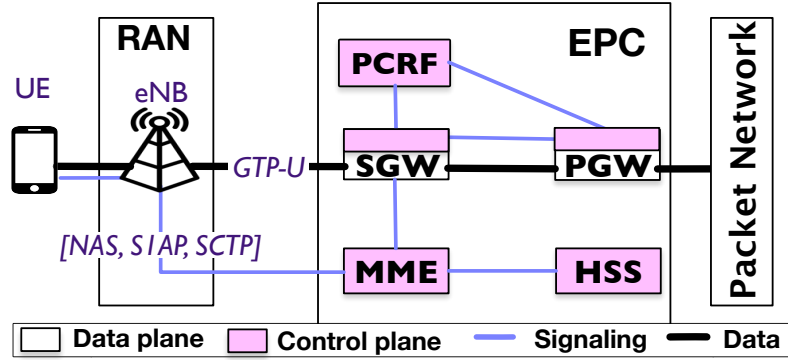 RAN
EPC
PCRF
UE
eNB
SGW
PGW
GTP-U
[NAS, S1AP, SCTP]
MME
HSS
Packet Network
Data plane
Control plane
Signaling
Data